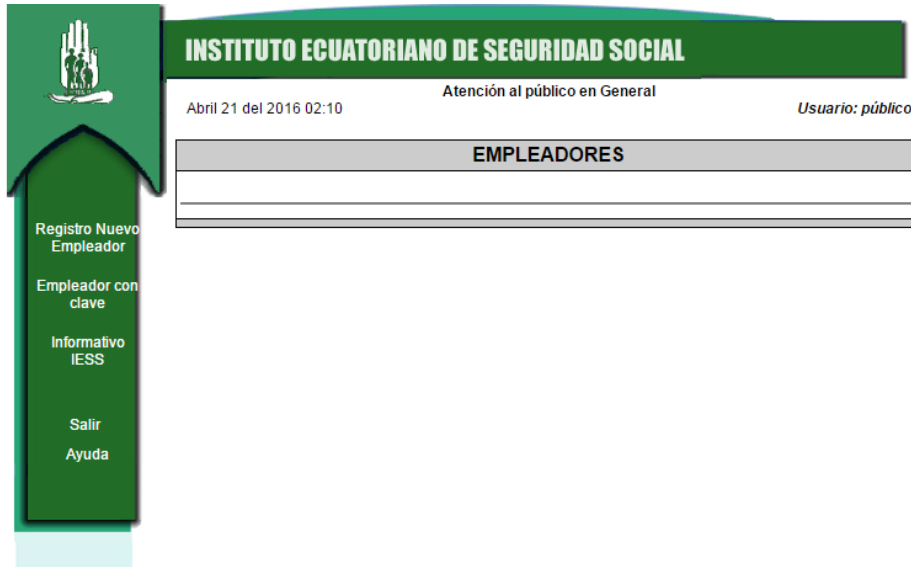 INSTITUTO ECUATORIANO DE SEGURIDAD SOCIAL
Atención al público en General
Abril 21 del 2016 02:10
Usuario: público
EMPLEADORES
Registro Nuevo
Empleador
Empleador con
clave
Informativo
IESS
Salir
Ayuda